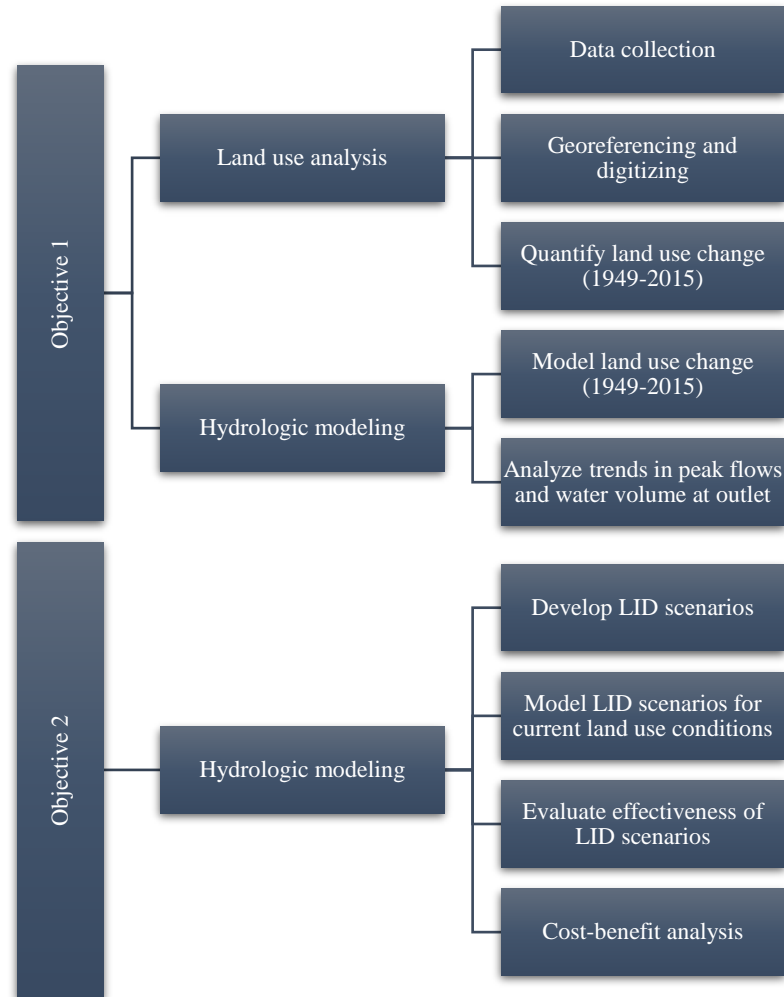 Objective 1
Land use analysis
Data collection
Georeferencing and
digitizing
Quantify land use change
(1949-2015)
Hydrologic modeling
Model land use change
(1949-2015)
Analyze trends in peak flows
and water volume at outlet
Objective 2
Hydrologic modeling
Develop LID scenarios
Model LID scenarios for
current land use conditions
Evaluate effectiveness of
LID scenarios
Cost-benefit analysis